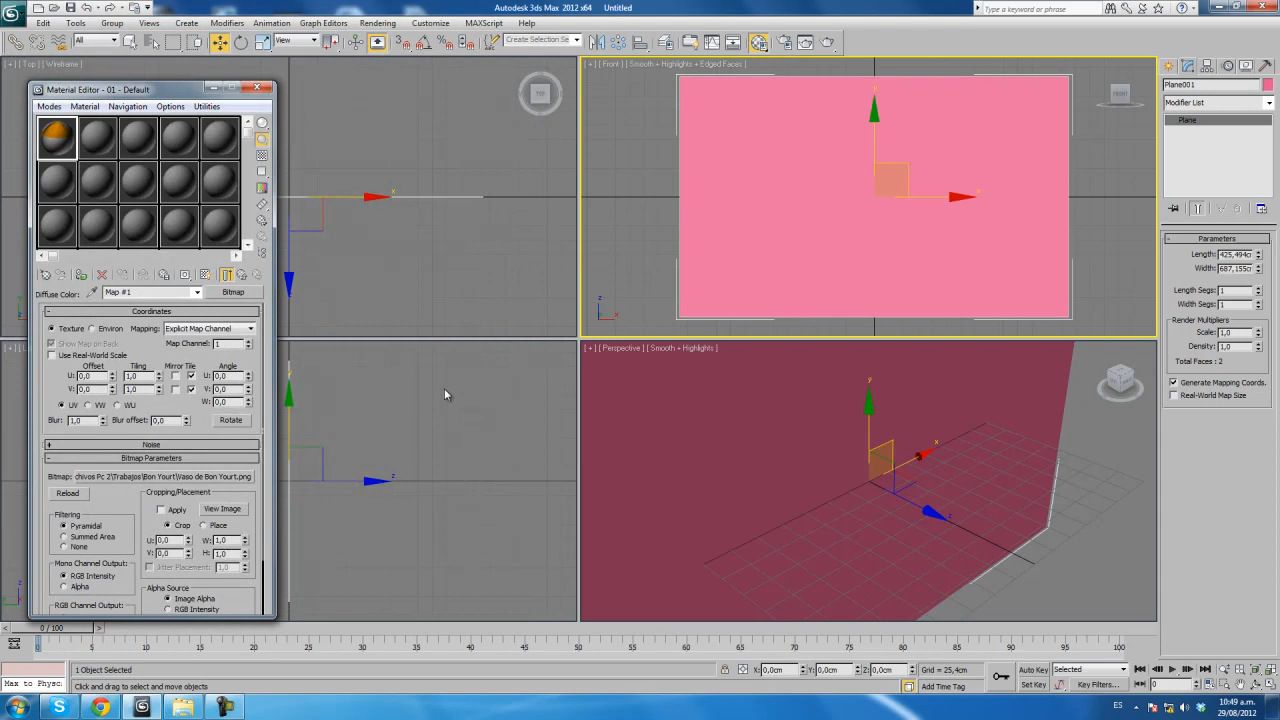 Autodesk 3ds Max 2012 x64 Untitled
Type a keyword or phrase
Edit Tools Group Views Create Modifiers Animation Graph Editors Rendering Customize MAXScript Help
All View Create Selection Se
[ + ] [ Top ] [ Wireframe ]
TOP
[ + ] [ Front ] [ Smooth + Highlights + Edged Faces ]
FRONT
Material Editor - 01 - Default
Modes Material Navigation Options Utilities
Diffuse Color: Map #1 Bitmap
Coordinates
Texture Environ Mapping: Explicit Map Channel
Show Map on Back Map Channel: 1
Use Real-World Scale
Offset Tiling Mirror Tile Angle
U: 0,0 1,0 U: 0,0
V: 0,0 1,0 V: 0,0
W: 0,0
UV VW WU
Blur: 1,0 Blur offset: 0,0 Rotate
Noise
Bitmap Parameters
Bitmap: chivos Pc 2\Trabajos\Bon Yourt\Vaso de Bon Yourt.png
Reload
Cropping/Placement
Apply View Image
Crop Place
U: 0,0 W: 1,0
V: 0,0 H: 1,0
Jitter Placement: 1,0
Filtering
Pyramidal
Summed Area
None
Mono Channel Output:
RGB Intensity
Alpha
RGB Channel Output:
Alpha Source
Image Alpha
RGB Intensity
[ + ] [ Perspective ] [ Smooth + Highlights ]
Plane001
Modifier List
Plane
Parameters
Length: 425,494c
Width: 687,155c
Length Segs: 1
Width Segs: 1
Render Multipliers
Scale: 1,0
Density: 1,0
Total Faces : 2
Generate Mapping Coords.
Real-World Map Size
0 / 100
0 5 10 15 20 25 30 35 40 45 50 55 60 65 70 75 80 85 90 95 100
1 Object Selected
X: 0,0cm Y: 0,0cm Z: 0,0cm Grid = 25,4cm
Auto Key Selected
Max to Physc
Click and drag to select and move objects
Add Time Tag
Set Key Key Filters... 0
ES
10:49 a.m.
29/08/2012